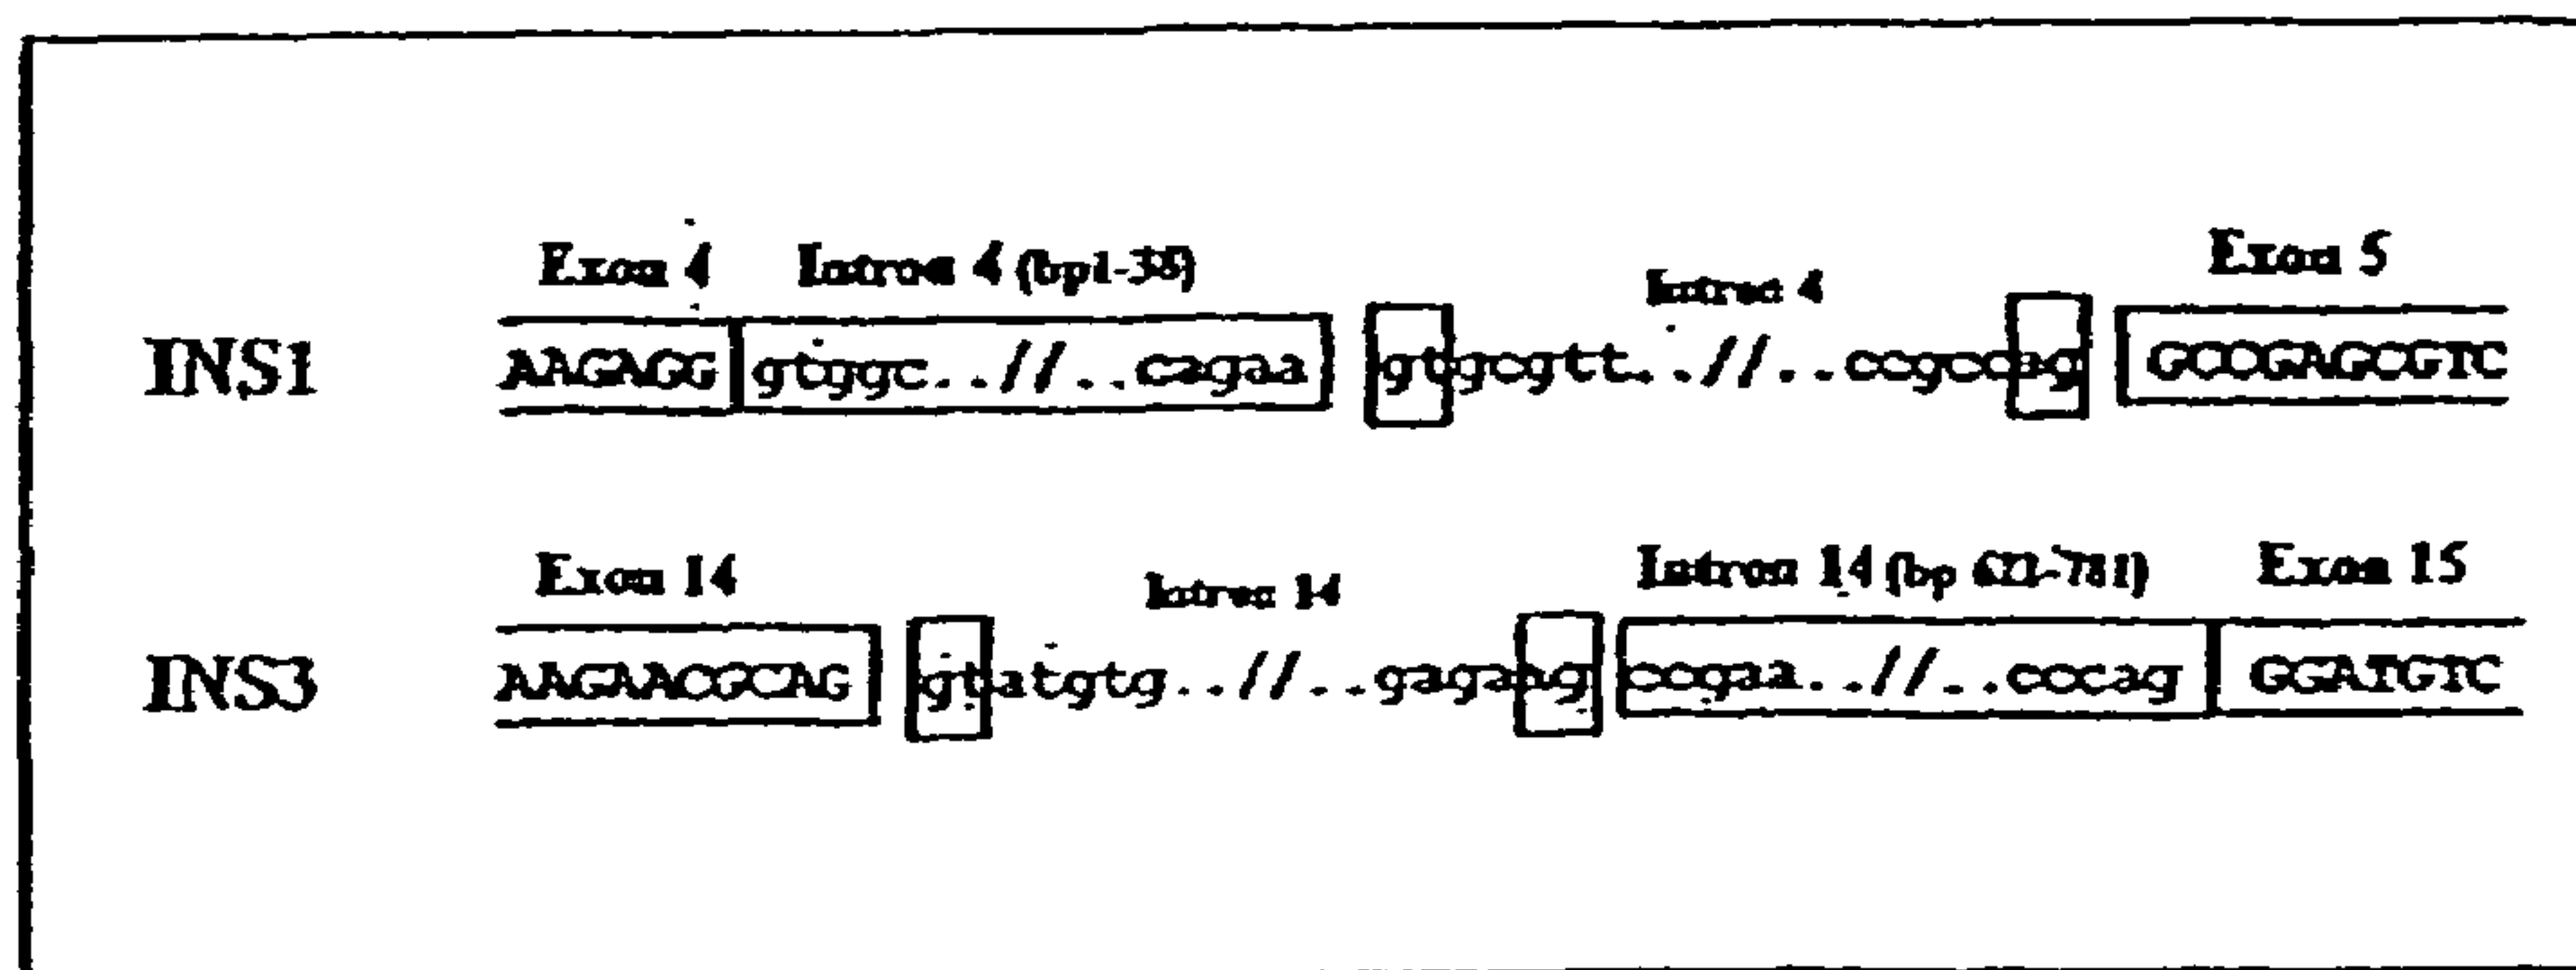 Exon 4 Intron 4 (bp1-38) Intron 4 Exon 5
INS1 AAGAGG gtggc..//..cagaa gtgcgtt..//..ccgccag GCCGAGCGTC
Exon 14 Intron 14 Intron 14 (bp Exon 15
INS3 AAGAACGCAG gtatgtg..//..gagaag ccgaa..//..cccag GGATGTC